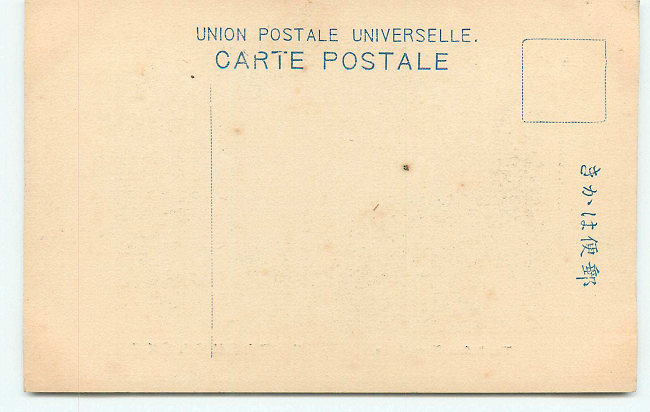 UNION POSTALE UNIVERSELLE.
CARTE POSTALE
きかは便郵